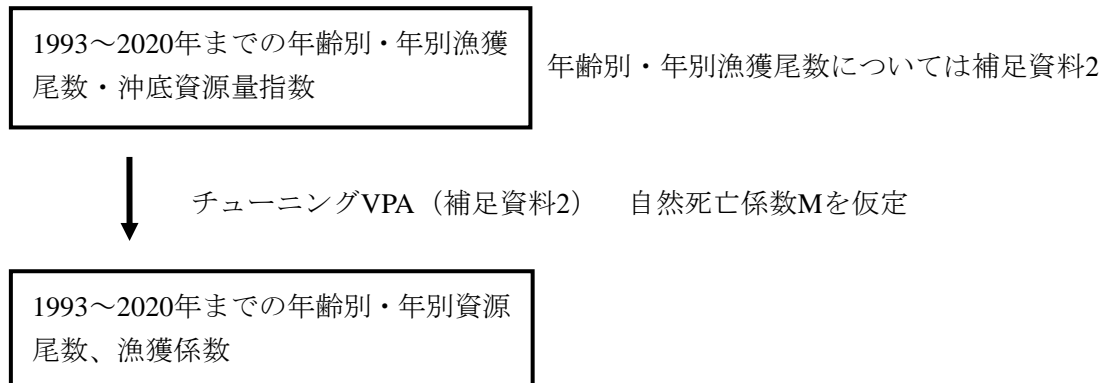 1993～2020年までの年齢別・年別漁獲
尾数・沖底資源量指数
年齢別・年別漁獲尾数については補足資料2
チューニングVPA（補足資料2）　自然死亡係数Mを仮定
1993～2020年までの年齢別・年別資源
尾数、漁獲係数